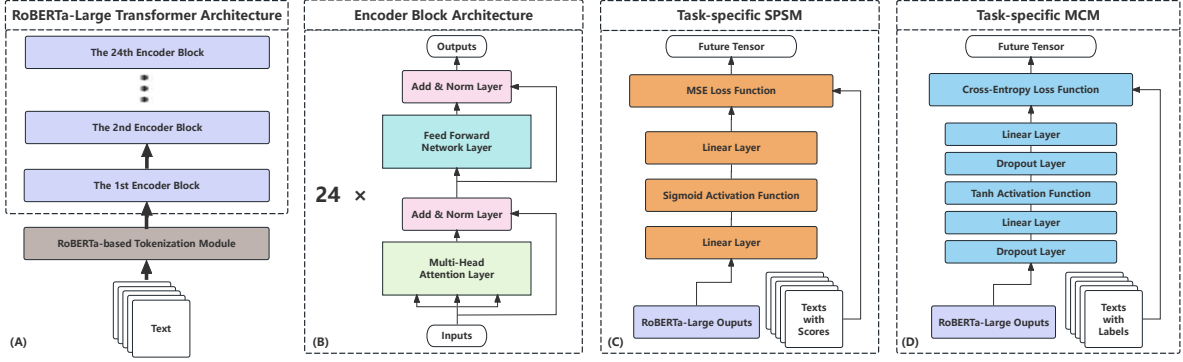 RoBERTa-Large Transformer Architecture
The 24th Encoder Block
The 2nd Encoder Block
The 1st Encoder Block
RoBERTa-based Tokenization Module
Text
(A)
Encoder Block Architecture
Outputs
Add & Norm Layer
Feed Forward
Network Layer
24 ×
Add & Norm Layer
Multi-Head
Attention Layer
Inputs
(B)
Task-specific SPSM
Future Tensor
MSE Loss Function
Linear Layer
Sigmoid Activation Function
Linear Layer
RoBERTa-Large Ouputs
Texts
with
Scores
(C)
Task-specific MCM
Future Tensor
Cross-Entropy Loss Function
Linear Layer
Dropout Layer
Tanh Activation Function
Linear Layer
Dropout Layer
RoBERTa-Large Ouputs
Texts
with
Labels
(D)